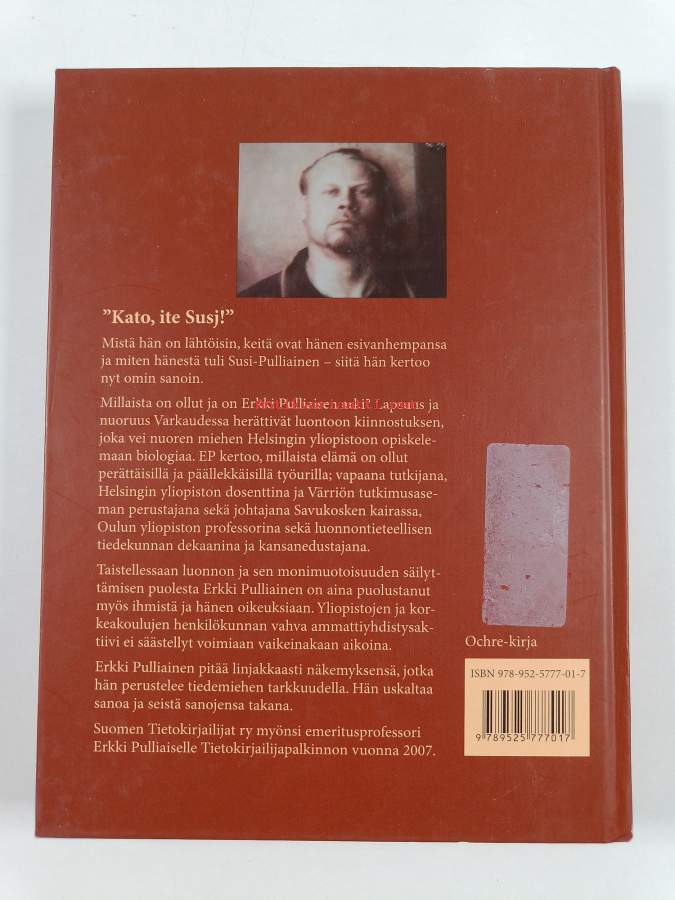 ”Kato, ite Susj!”
Mistä hän on lähtöisin, keitä ovat hänen esivanhempansa
ja miten hänestä tuli Susi-Pulliainen – siitä hän kertoo
nyt omin sanoin.
Millaista on ollut ja on Erkki Pulliaisen arki? Lapsuus ja
nuoruus Varkaudessa herättivät luontoon kiinnostuksen,
joka vei nuoren miehen Helsingin yliopistoon opiskele-
maan biologiaa. EP kertoo, millaista elämä on ollut
perättäisillä ja päällekkäisillä työurilla; vapaana tutkijana,
Helsingin yliopiston dosenttina ja Värriön tutkimusase-
man perustajana sekä johtajana Savukosken kairassa,
Oulun yliopiston professorina sekä luonnontieteellisen
tiedekunnan dekaanina ja kansanedustajana.
Taistellessaan luonnon ja sen monimuotoisuuden säilyt-
tämisen puolesta Erkki Pulliainen on aina puolustanut
myös ihmistä ja hänen oikeuksiaan. Yliopistojen ja kor-
keakoulujen henkilökunnan vahva ammattiyhdistysak-
tiivi ei säästellyt voimiaan vaikeinakaan aikoina.
Erkki Pulliainen pitää linjakkaasti näkemyksensä, jotka
hän perustelee tiedemiehen tarkkuudella. Hän uskaltaa
sanoa ja seistä sanojensa takana.
Suomen Tietokirjailijat ry myönsi emeritusprofessori
Erkki Pulliaiselle Tietokirjailijapalkinnon vuonna 2007.
Ochre-kirja
ISBN 978-952-5777-01-7
9 789525 777017